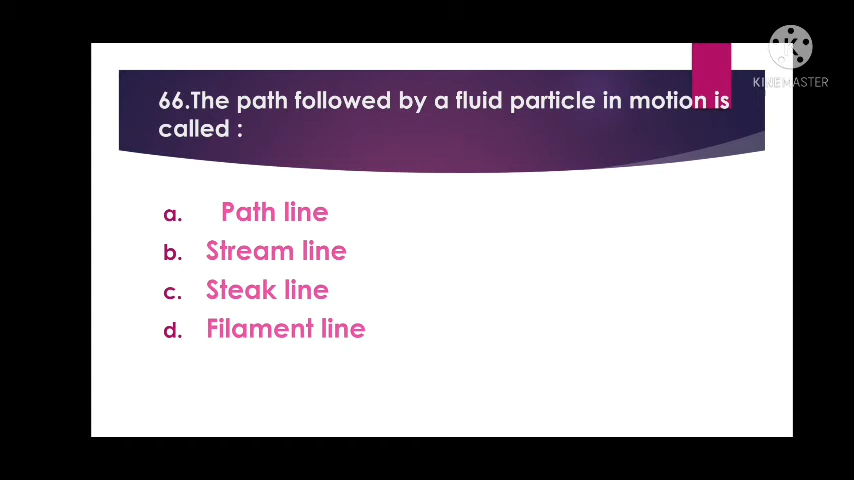 K
KINEMASTER
66.The path followed by a fluid particle in motion is
called :
a. Path line
b. Stream line
c. Steak line
d. Filament line